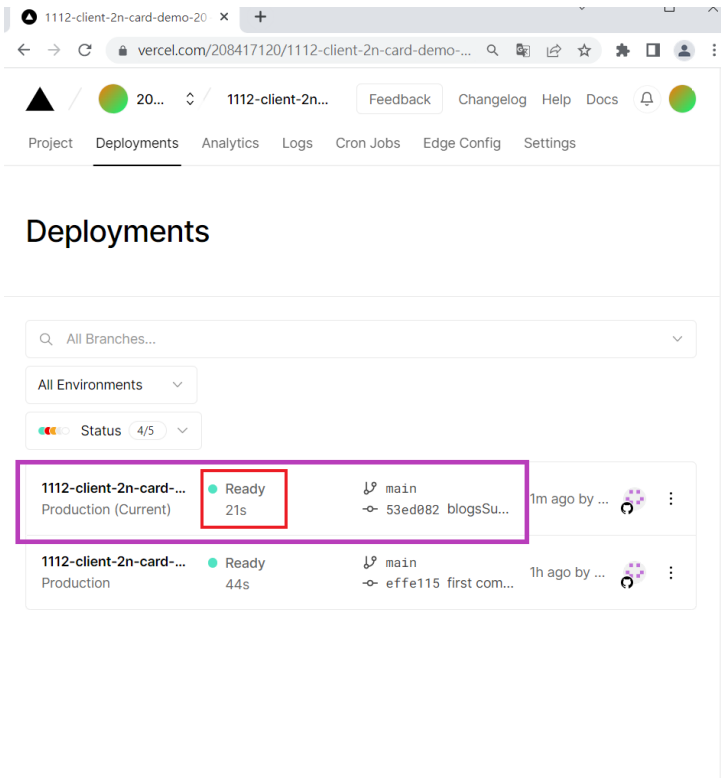 1112-client-2n-card-demo-20
vercel.com/208417120/1112-client-2n-card-demo-...
20... 1112-client-2n... Feedback Changelog Help Docs
Project Deployments Analytics Logs Cron Jobs Edge Config Settings
Deployments
All Branches...
All Environments
Status 4/5
1112-client-2n-card-... Ready main
Production (Current) 21s 53ed082 blogsSu... 1m ago by ...
1112-client-2n-card-... Ready main
Production 44s effe115 first com... 1h ago by ...